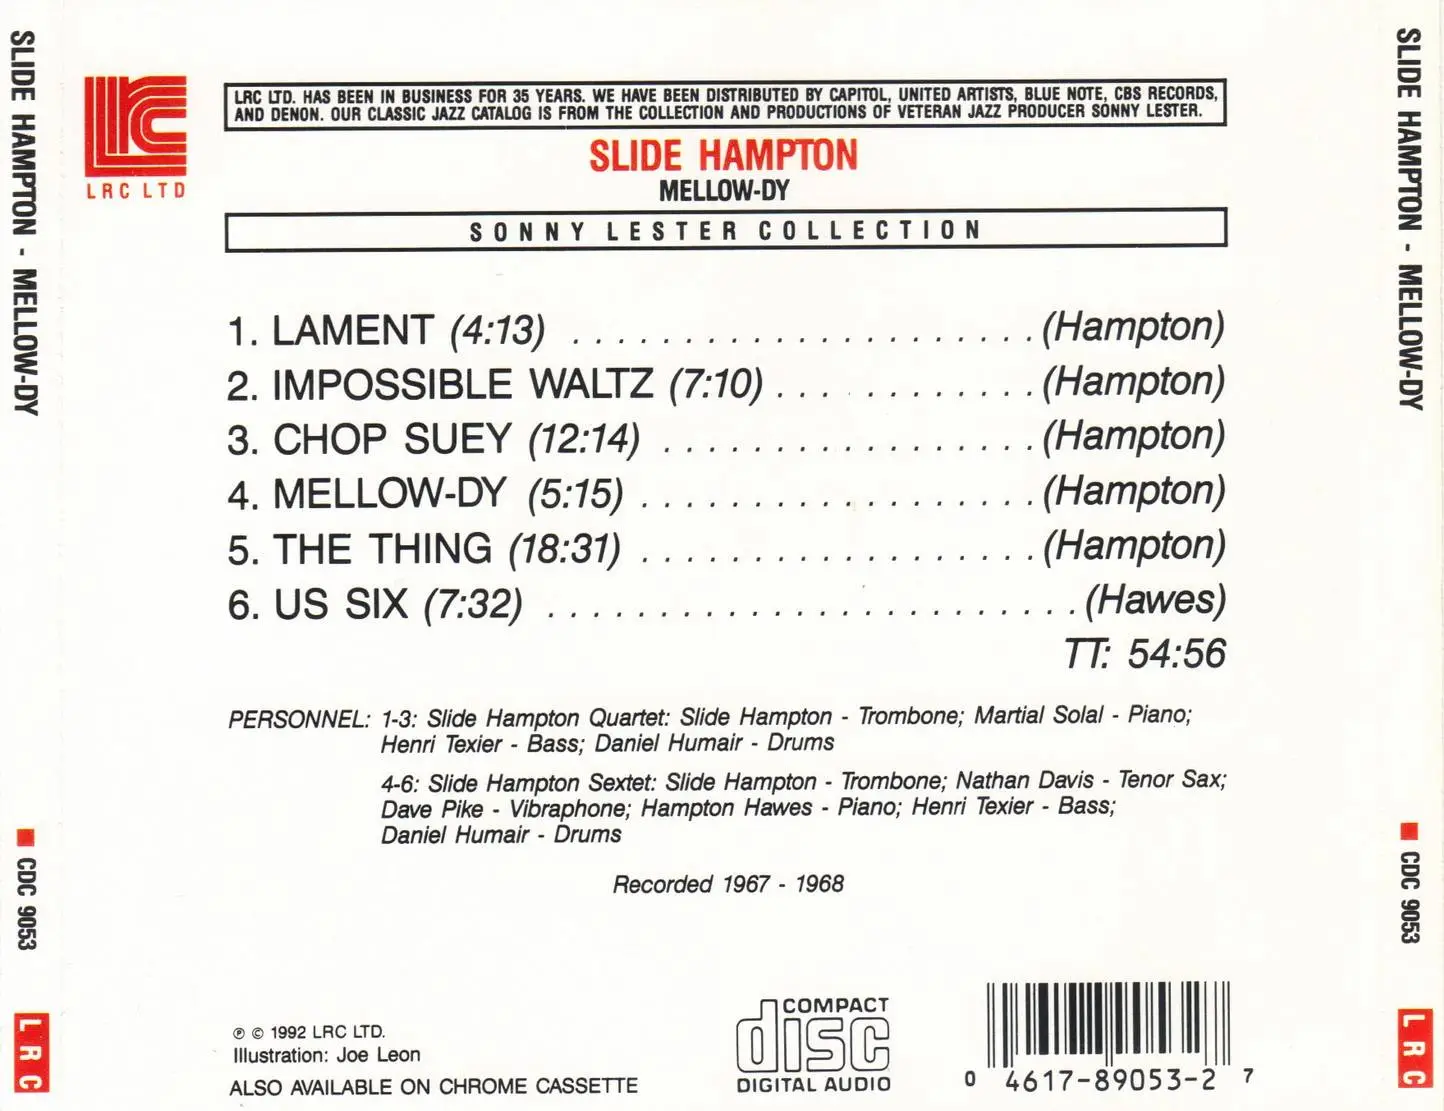 SLIDE HAMPTON - MELLOW-DY
CDC 9053
LRC
LRC
LRC LTD
LRC LTD. HAS BEEN IN BUSINESS FOR 35 YEARS. WE HAVE BEEN DISTRIBUTED BY CAPITOL, UNITED ARTISTS, BLUE NOTE, CBS RECORDS,
AND DENON. OUR CLASSIC JAZZ CATALOG IS FROM THE COLLECTION AND PRODUCTIONS OF VETERAN JAZZ PRODUCER SONNY LESTER.
SLIDE HAMPTON
MELLOW-DY
SONNY LESTER COLLECTION
1. LAMENT (4:13) . . . . . . . . . . . . . . . . . . . . . (Hampton)
2. IMPOSSIBLE WALTZ (7:10) . . . . . . . . . . . . . . (Hampton)
3. CHOP SUEY (12:14) . . . . . . . . . . . . . . . . . (Hampton)
4. MELLOW-DY (5:15) . . . . . . . . . . . . . . . . . . (Hampton)
5. THE THING (18:31) . . . . . . . . . . . . . . . . . . (Hampton)
6. US SIX (7:32) . . . . . . . . . . . . . . . . . . . . . . . . (Hawes)
TT: 54:56
PERSONNEL: 1-3: Slide Hampton Quartet: Slide Hampton - Trombone; Martial Solal - Piano;
Henri Texier - Bass; Daniel Humair - Drums
4-6: Slide Hampton Sextet: Slide Hampton - Trombone; Nathan Davis - Tenor Sax;
Dave Pike - Vibraphone; Hampton Hawes - Piano; Henri Texier - Bass;
Daniel Humair - Drums
Recorded 1967 - 1968
℗ © 1992 LRC LTD.
Illustration: Joe Leon
ALSO AVAILABLE ON CHROME CASSETTE
COMPACT
disc
DIGITAL AUDIO
0 4617-89053-2 7
SLIDE HAMPTON - MELLOW-DY
CDC 9053
LRC